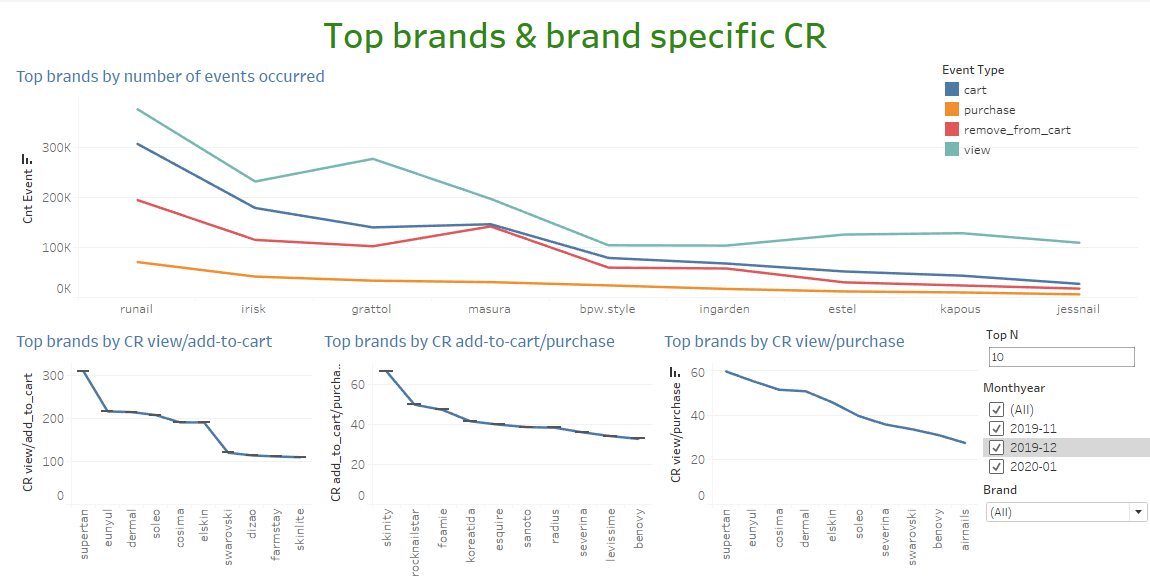 Top brands & brand specific CR
Top brands by number of events occurred
Event Type
cart
purchase
remove_from_cart
view
Cnt Event
300K
200K
100K
0K
runail irisk grattol masura bpw.style ingarden estel kapous jessnail
Top brands by CR view/add-to-cart
CR view/add_to_cart
300
200
100
0
supertan eunyul dermal soleo cosima elskin swarovski dizao farmstay skinlite
Top brands by CR add-to-cart/purchase
CR add_to_cart/purcha..
60
40
20
0
skinity rocknailstar foamie koreatida esquire sanoto radius severina levissime benovy
Top brands by CR view/purchase
CR view/purchase
60
40
20
0
supertan eunyul cosima dermal elskin soleo severina swarovski benovy airnails
Top N
10
Monthyear
(All)
2019-11
2019-12
2020-01
Brand
(All)